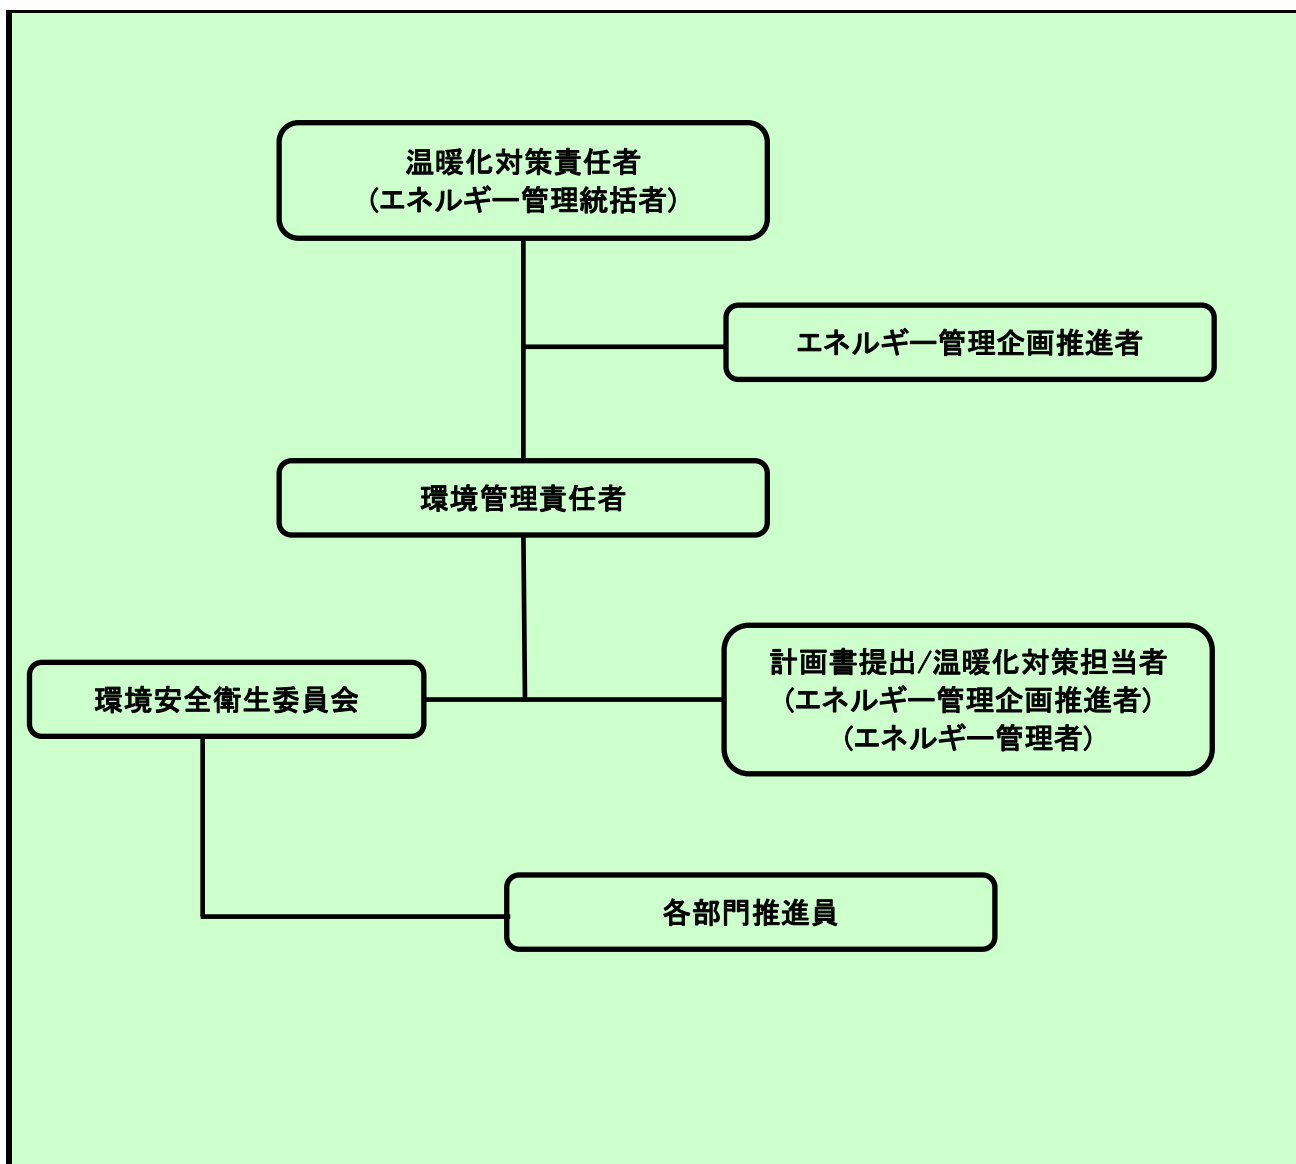 温暖化対策責任者
(エネルギー管理統括者)
エネルギー管理企画推進者
環境管理責任者
計画書提出/温暖化対策担当者
(エネルギー管理企画推進者)
(エネルギー管理者)
環境安全衛生委員会
各部門推進員